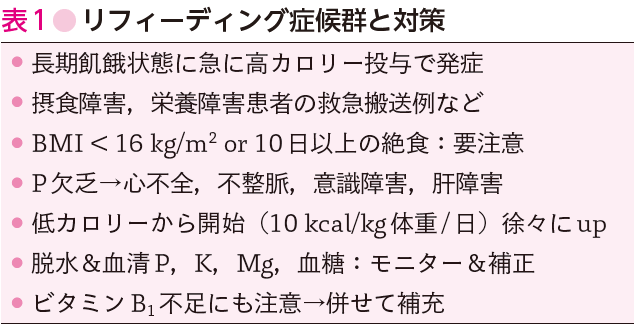 表1●リフィーディング症候群と対策
● 長期飢餓状態に急に高カロリー投与で発症
● 摂食障害，栄養障害患者の救急搬送例など
● BMI < 16 kg/m² or 10日以上の絶食：要注意
● P欠乏→心不全，不整脈，意識障害，肝障害
● 低カロリーから開始（10 kcal/kg体重/日）徐々にup
● 脱水＆血清P，K，Mg，血糖：モニター＆補正
● ビタミンB₁不足にも注意→併せて補充